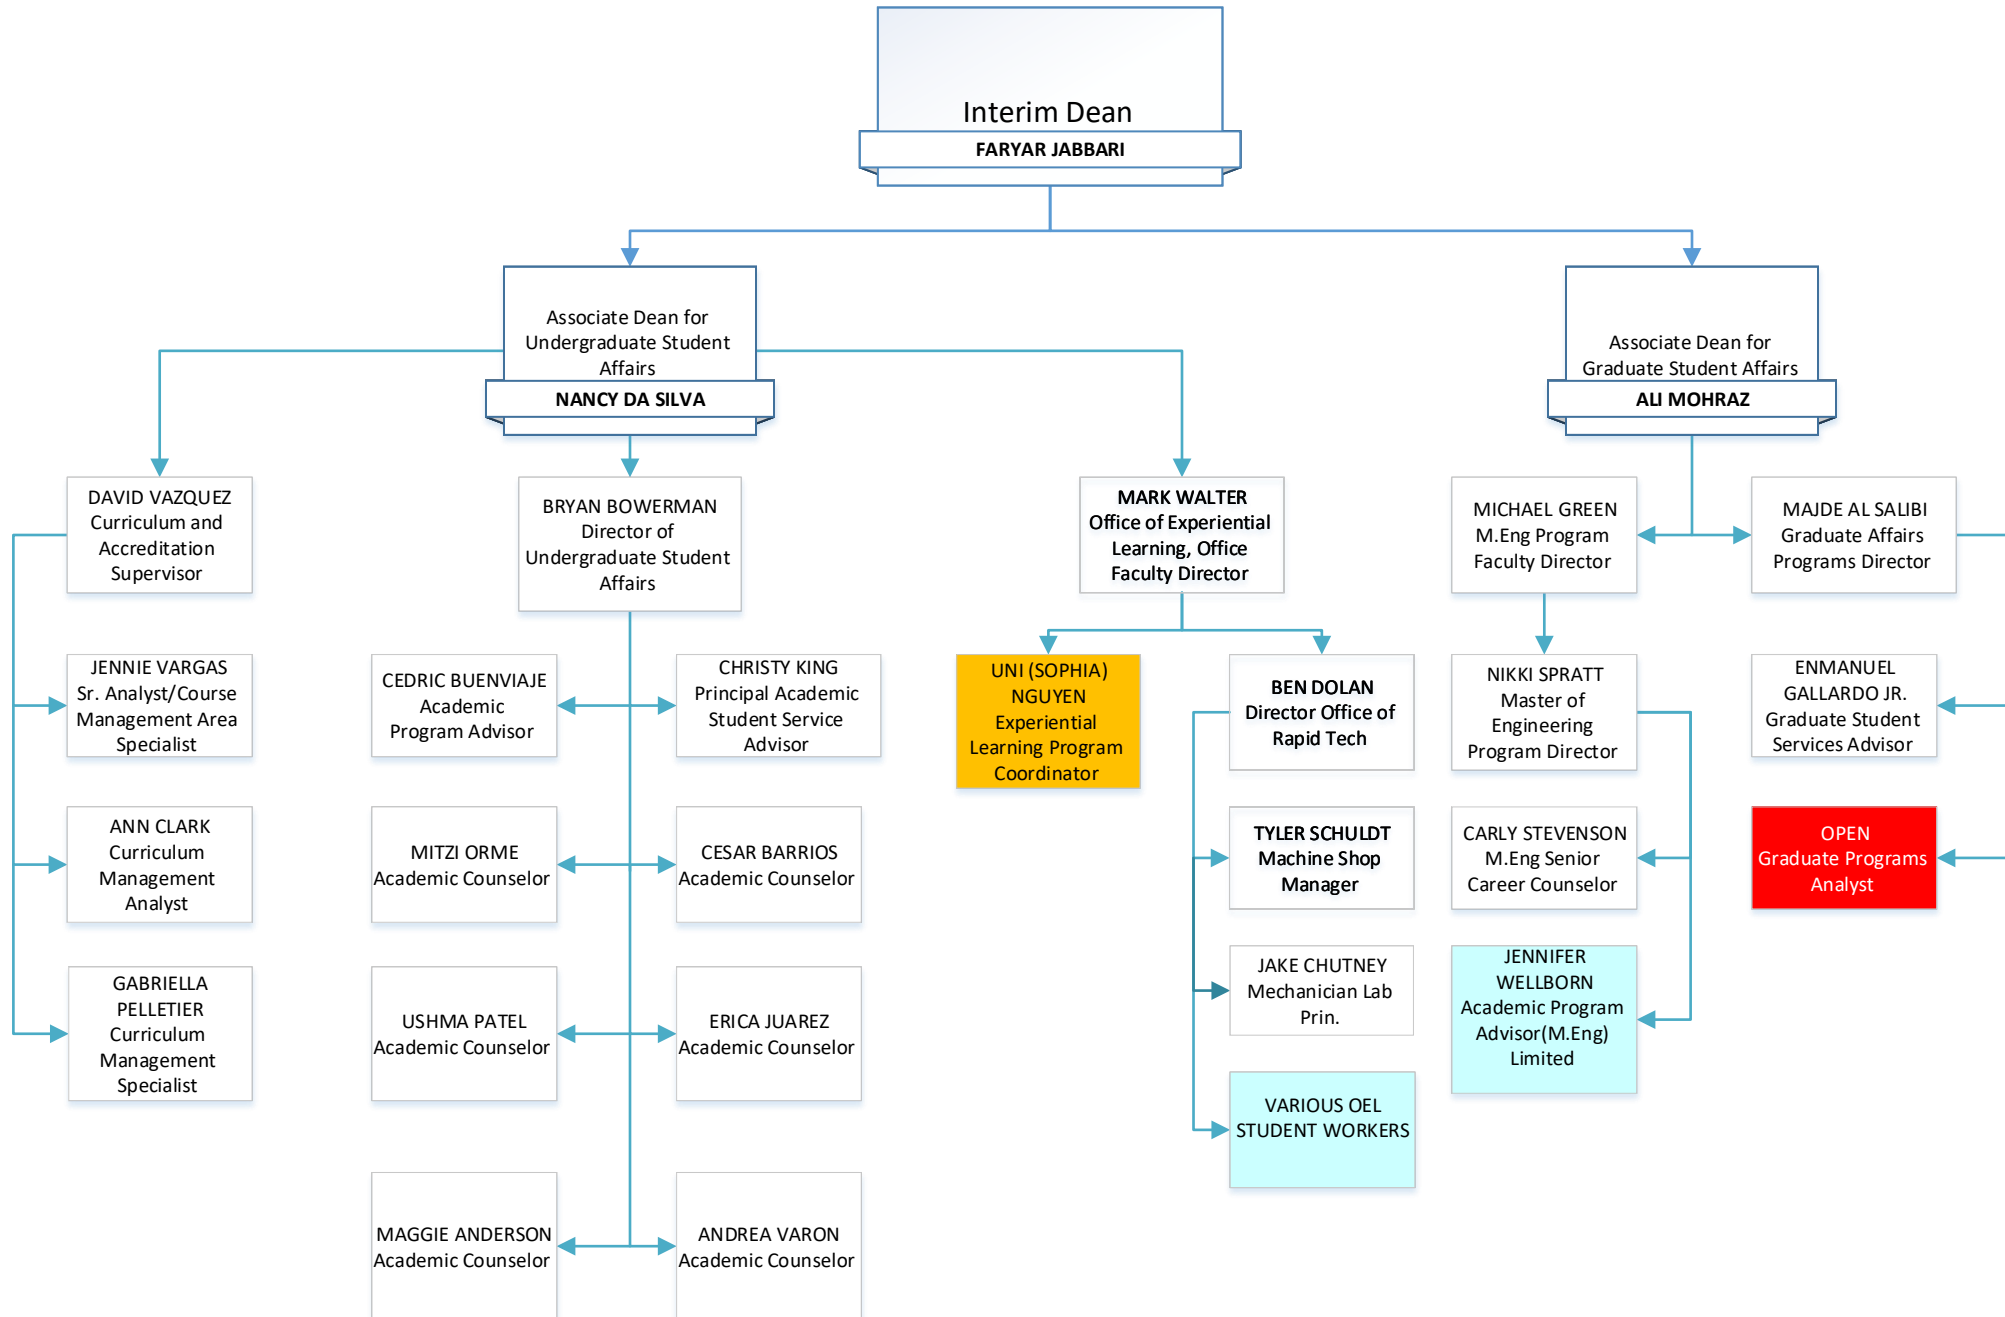 Interim Dean
FARYAR JABBARI
Associate Dean for
Undergraduate Student
Affairs
NANCY DA SILVA
Associate Dean for
Graduate Student Affairs
ALI MOHRAZ
DAVID VAZQUEZ
Curriculum and
Accreditation
Supervisor
BRYAN BOWERMAN
Director of
Undergraduate Student
Affairs
MARK WALTER
Office of Experiential
Learning, Office
Faculty Director
MICHAEL GREEN
M.Eng Program
Faculty Director
MAJDE AL SALIBI
Graduate Affairs
Programs Director
JENNIE VARGAS
Sr. Analyst/Course
Management Area
Specialist
CEDRIC BUENVIAJE
Academic
Program Advisor
CHRISTY KING
Principal Academic
Student Service
Advisor
UNI (SOPHIA)
NGUYEN
Experiential
Learning Program
Coordinator
BEN DOLAN
Director Office of
Rapid Tech
NIKKI SPRATT
Master of
Engineering
Program Director
ENMANUEL
GALLARDO JR.
Graduate Student
Services Advisor
ANN CLARK
Curriculum
Management
Analyst
MITZI ORME
Academic Counselor
CESAR BARRIOS
Academic Counselor
TYLER SCHULDT
Machine Shop
Manager
CARLY STEVENSON
M.Eng Senior
Career Counselor
OPEN
Graduate Programs
Analyst
GABRIELLA
PELLETIER
Curriculum
Management
Specialist
USHMA PATEL
Academic Counselor
ERICA JUAREZ
Academic Counselor
JAKE CHUTNEY
Mechanician Lab
Prin.
JENNIFER
WELLBORN
Academic Program
Advisor(M.Eng)
Limited
VARIOUS OEL
STUDENT WORKERS
MAGGIE ANDERSON
Academic Counselor
ANDREA VARON
Academic Counselor